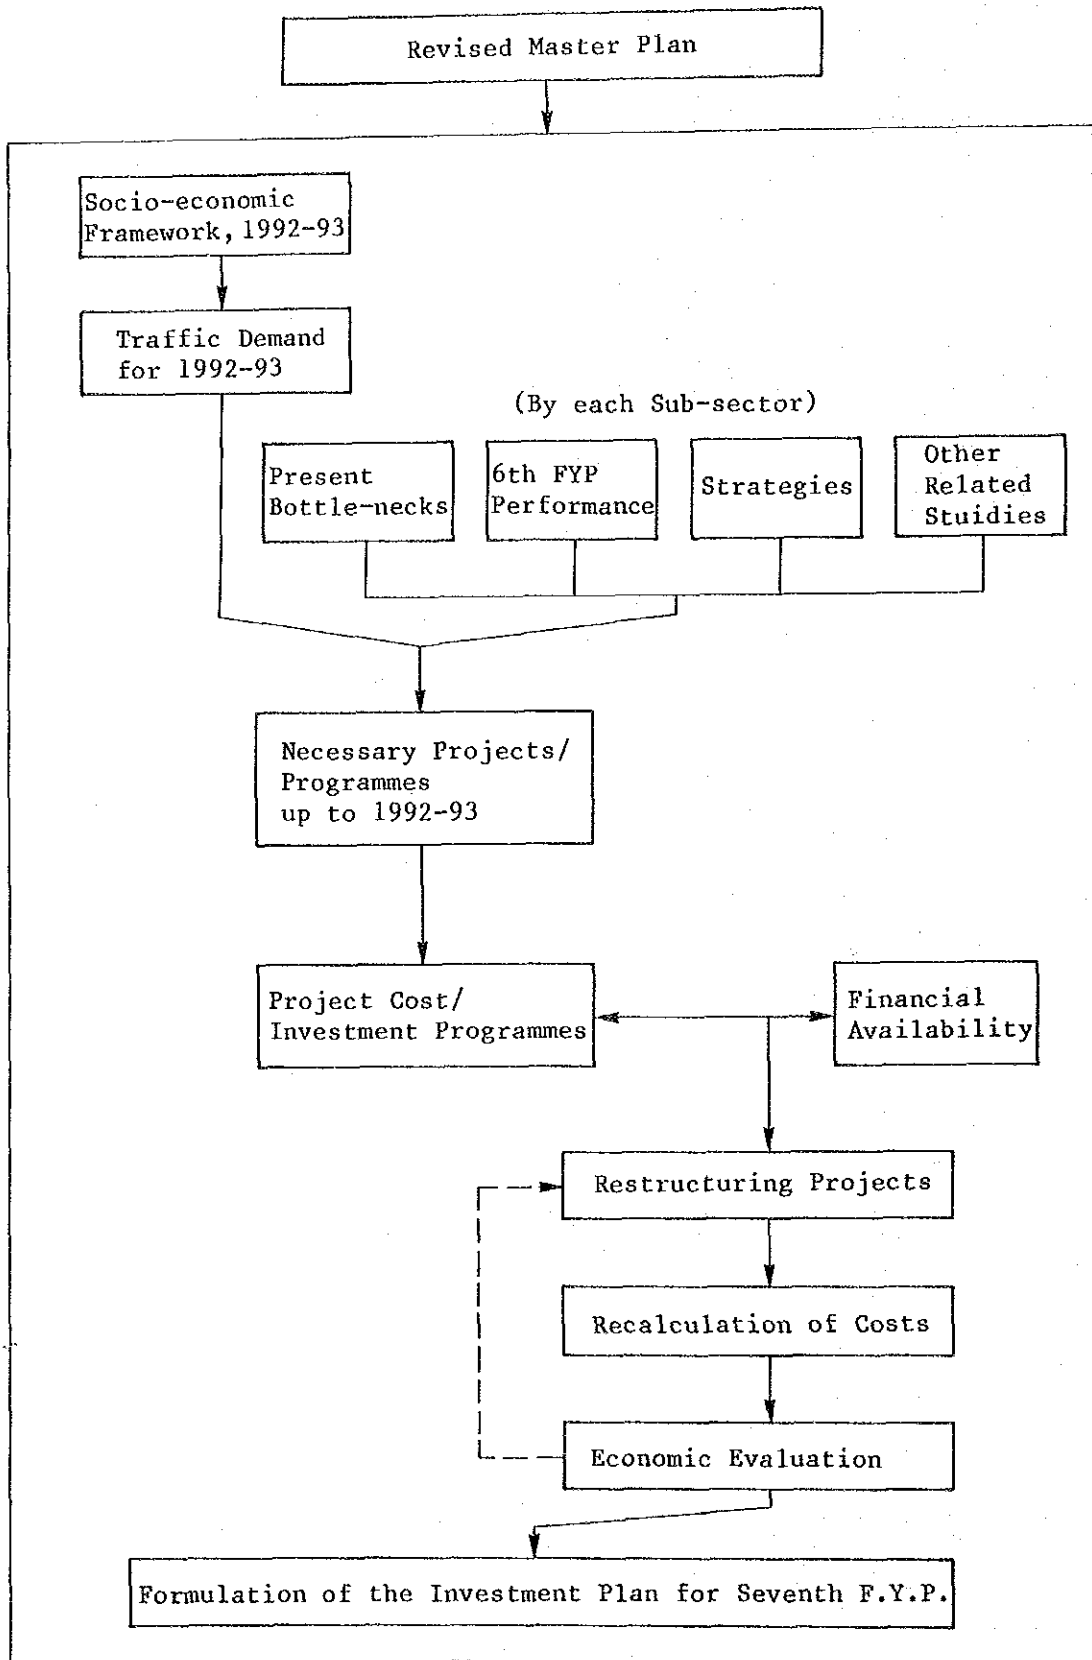 Revised Master Plan
Socio-economic
Framework, 1992-93
Traffic Demand
for 1992-93
(By each Sub-sector)
Present
Bottle-necks
6th FYP
Performance
Strategies
Other
Related
Stuidies
Necessary Projects/
Programmes
up to 1992-93
Project Cost/
Investment Programmes
Financial
Availability
Restructuring Projects
Recalculation of Costs
Economic Evaluation
Formulation of the Investment Plan for Seventh F.Y.P.